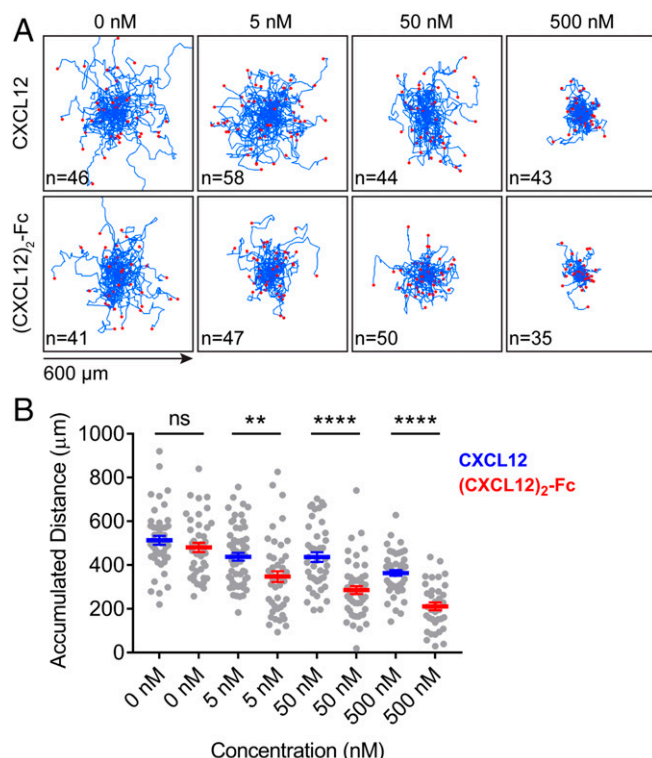 A
0 nM 5 nM 50 nM 500 nM
CXCL12
n=46 n=58 n=44 n=43
(CXCL12)₂-Fc
n=41 n=47 n=50 n=35
600 µm
B
ns ** **** ****
CXCL12
(CXCL12)₂-Fc
Accumulated Distance (µm)
1000
800
600
400
200
0
0 nM 0 nM 5 nM 5 nM 50 nM 50 nM 500 nM 500 nM
Concentration (nM)